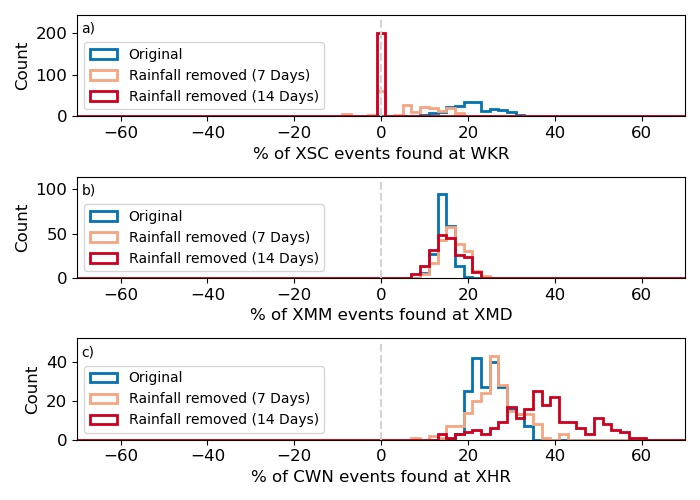 a)
Original
Rainfall removed (7 Days)
Rainfall removed (14 Days)
Count
200
100
0
−60 −40 −20 0 20 40 60
% of XSC events found at WKR
b)
Original
Rainfall removed (7 Days)
Rainfall removed (14 Days)
Count
100
50
0
−60 −40 −20 0 20 40 60
% of XMM events found at XMD
c)
Original
Rainfall removed (7 Days)
Rainfall removed (14 Days)
Count
40
20
0
−60 −40 −20 0 20 40 60
% of CWN events found at XHR